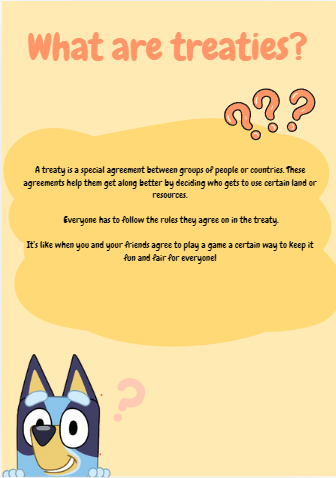 What are treaties?
A treaty is a special agreement between groups of people or countries. These
agreements help them get along better by deciding who gets to use certain land or
resources.
Everyone has to follow the rules they agree on in the treaty.
It's like when you and your friends agree to play a game a certain way to keep it
fun and fair for everyone!